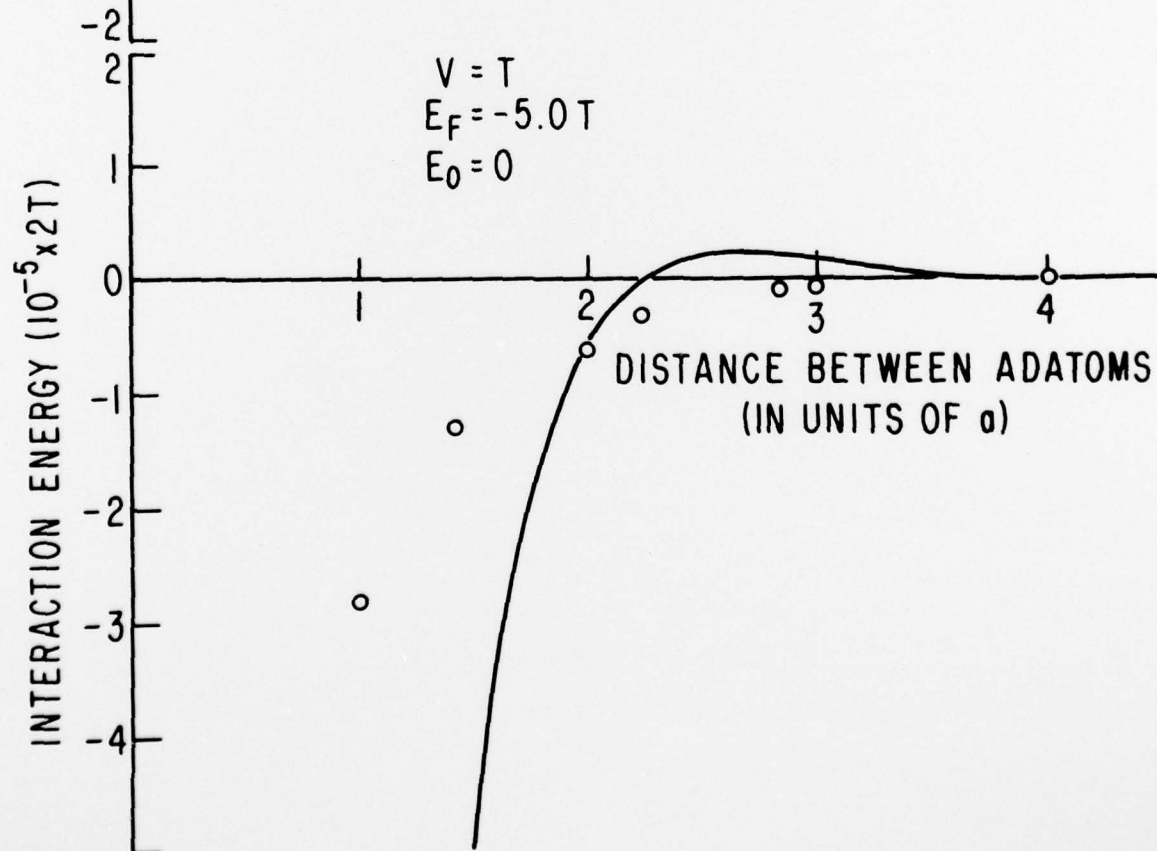 -2
2
V = T
E_F = -5.0 T
E_0 = 0
1
0
1
2
3
4
DISTANCE BETWEEN ADATOMS
(IN UNITS OF a)
-1
-2
-3
-4
INTERACTION ENERGY (10⁻⁵ x 2T)